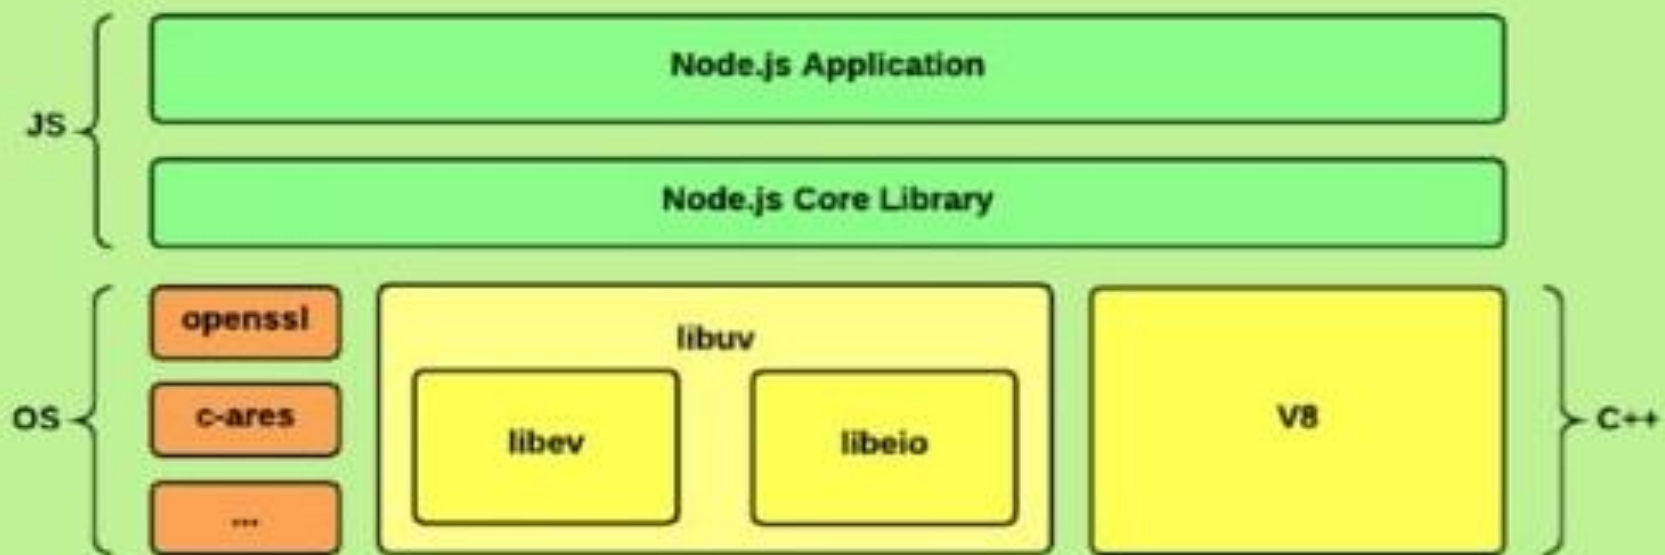 Node.js Application
JS
Node.js Core Library
openssl
libuv
c-ares
OS
libev
libeio
V8
C++
...